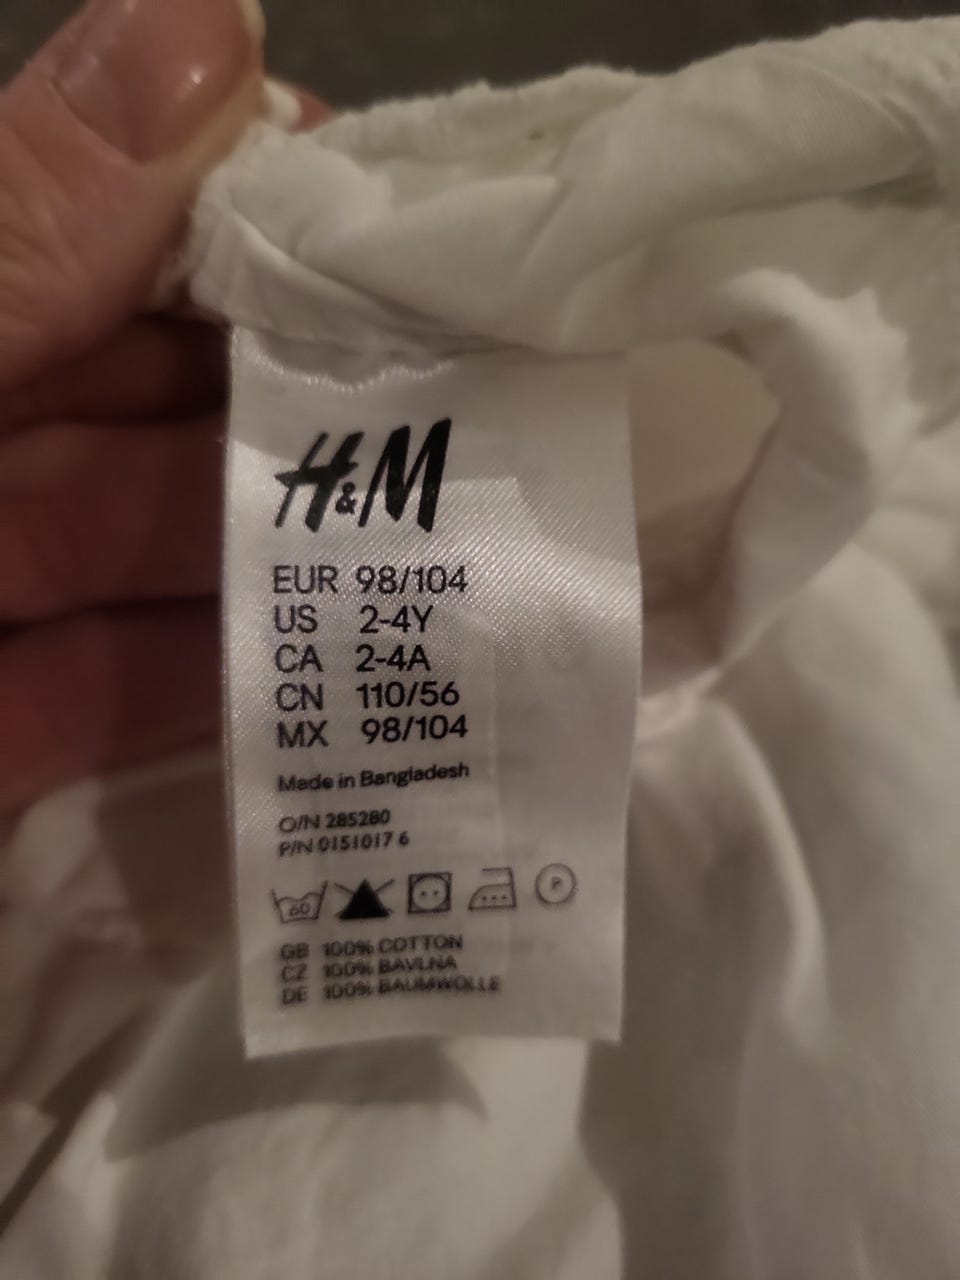 H&M
EUR 98/104
US 2-4Y
CA 2-4A
CN 110/56
MX 98/104
Made in Bangladesh
O/N 285280
P/N 0151017 6
60 P
GB 100% COTTON
CZ 100% BAVLNA
DE 100% BAUMWOLLE